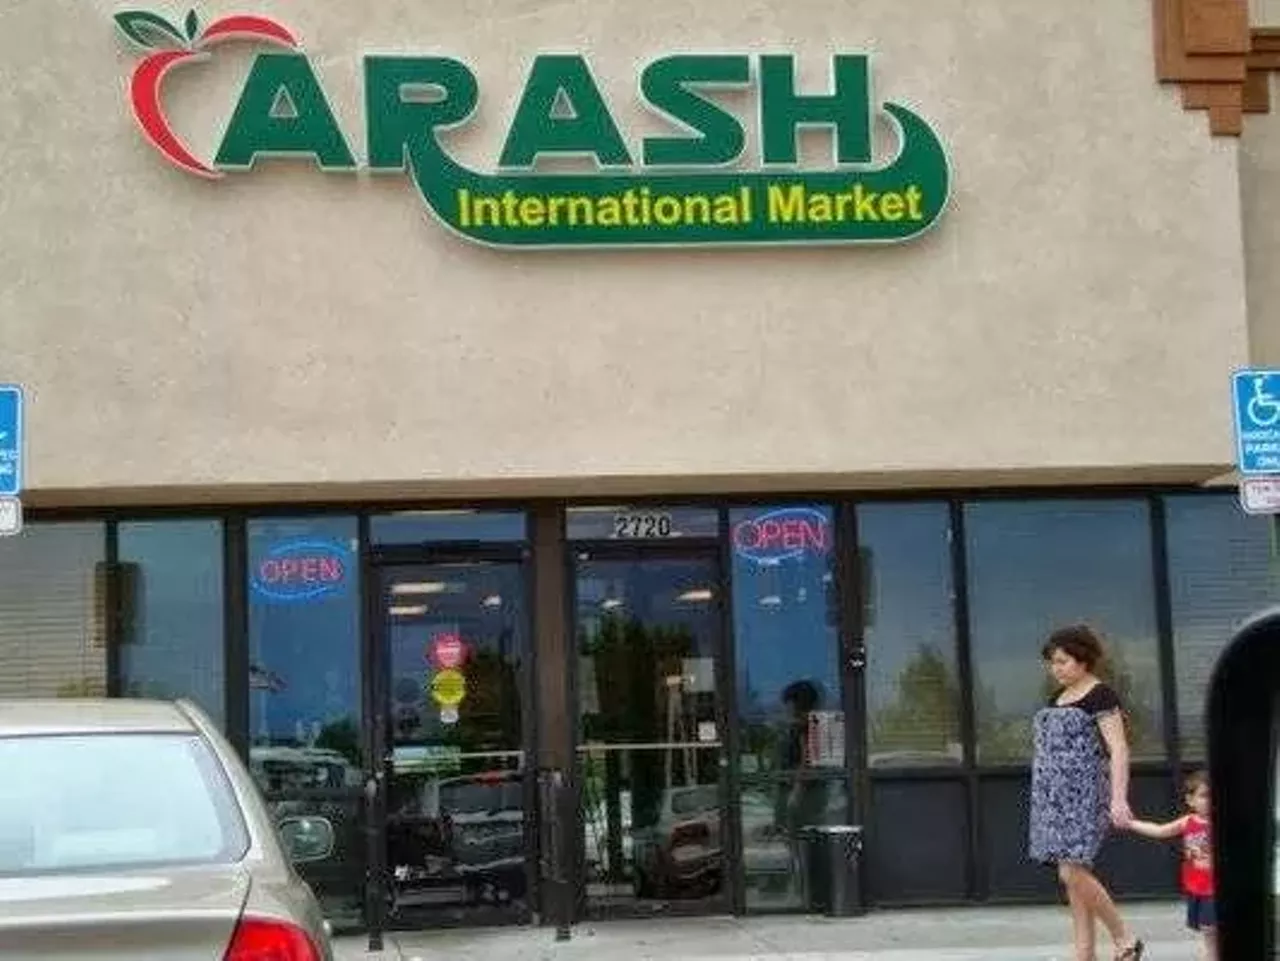 ARASH
International Market
2720
OPEN
OPEN